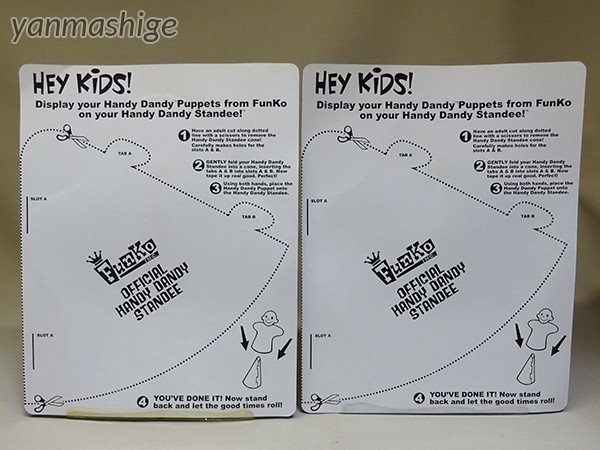 yanmashige
HEY KiDS!
Display your Handy Dandy Puppets from FunKo
on your Handy Dandy Standee!™
1 Have an adult cut along dotted
line with a scissors to remove the
Handy Dandy Standee cone!
Carefully makes holes for the
slots A & B.
TAB A
2 GENTLY fold your Handy Dandy
Standee into a cone, inserting the
tabs A & B into slots A & B. Now
tape it up real good. Perfect!
3 Using both hands, place the
Handy Dandy Puppet onto
the Handy Dandy Standee.
SLOT A
TAB B
FunKo
INC.
OFFICIAL
HANDY DANDY
STANDEE
SLOT A
4 YOU'VE DONE IT! Now stand
back and let the good times roll!
HEY KiDS!
Display your Handy Dandy™Puppets from FunKo
on your Handy Dandy Standee!™
1 Have an adult cut along dotted
line with a scissors to remove the
Handy Dandy Standee cone!
Carefully makes holes for the
slots A & B.
TAB A
2 GENTLY fold your Handy Dandy
Standee into a cone, inserting the
tabs A & B into slots A & B. Now
tape it up real good. Perfect!
3 Using both hands, place the
Handy Dandy Puppet onto
the Handy Dandy Standee.
SLOT A
TAB B
FunKo
INC.
OFFICIAL
HANDY DANDY
STANDEE
SLOT A
4 YOU'VE DONE IT! Now stand
back and let the good times roll!